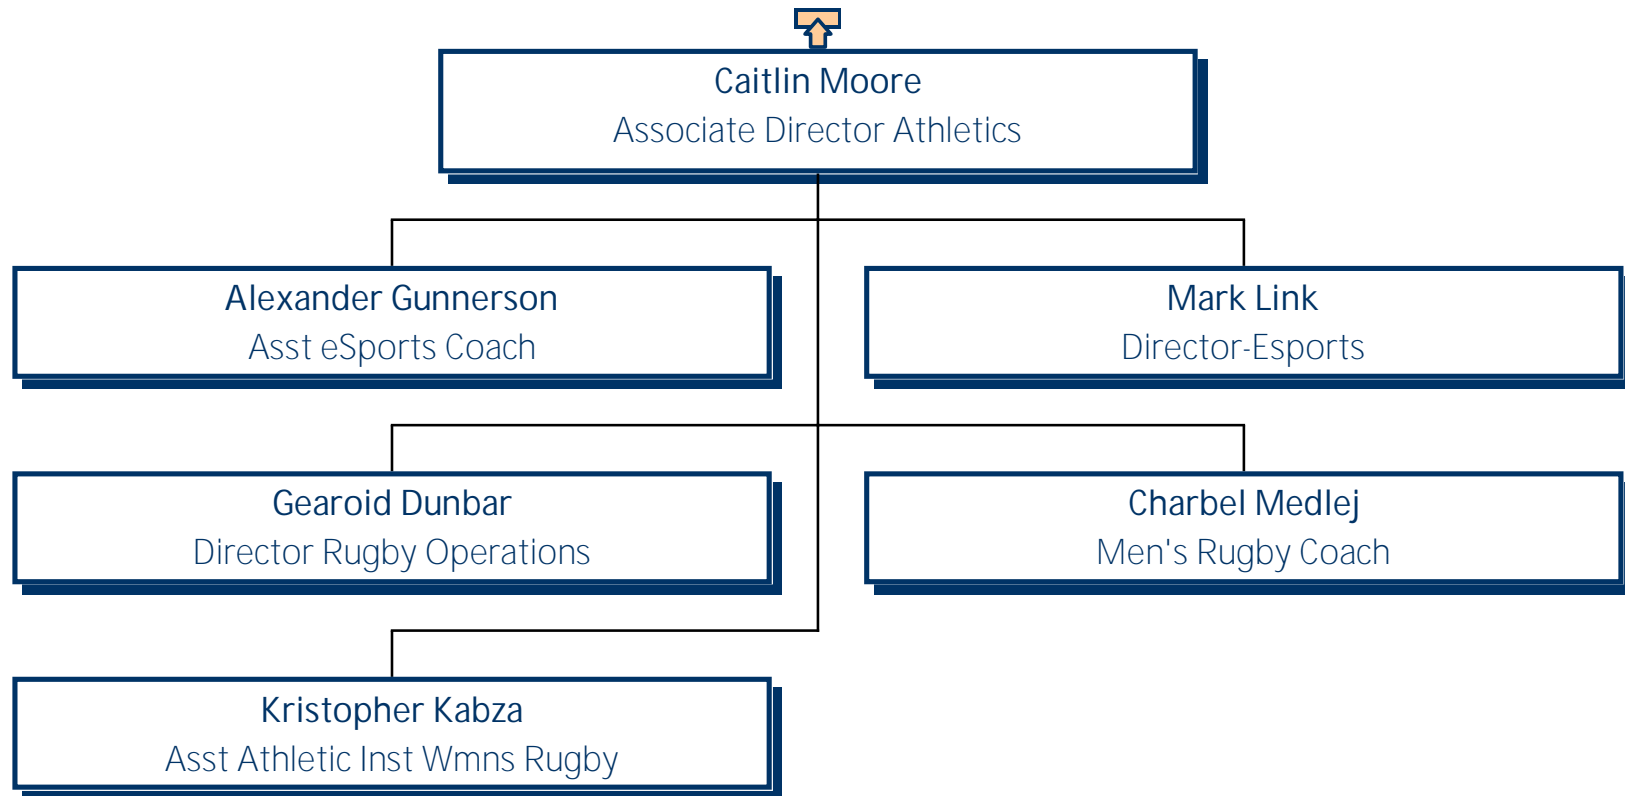 Caitlin Moore
Associate Director Athletics
Alexander Gunnerson
Asst eSports Coach
Mark Link
Director-Esports
Gearoid Dunbar
Director Rugby Operations
Charbel Medlej
Men's Rugby Coach
Kristopher Kabza
Asst Athletic Inst Wmns Rugby